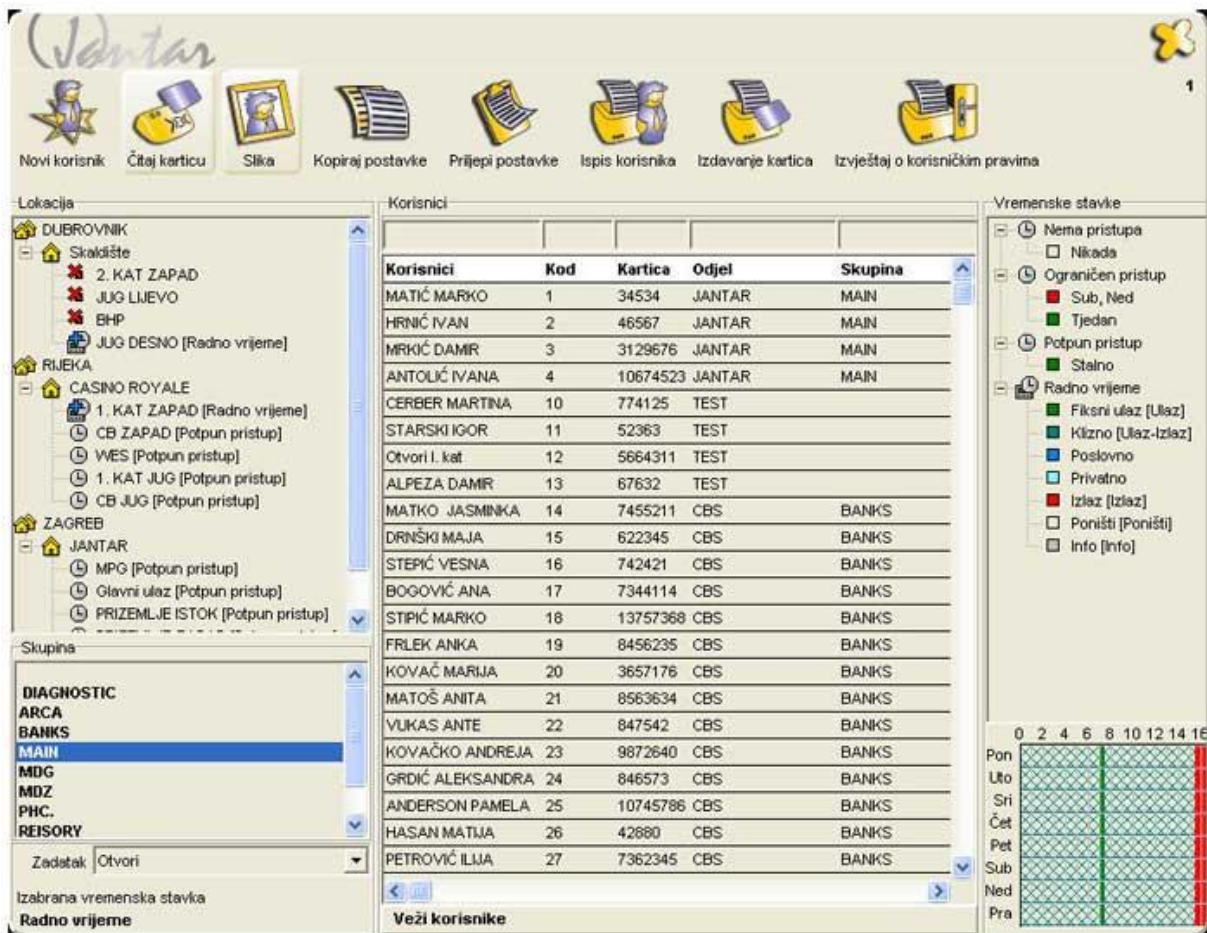 Jantar
1
Novi korisnik Čitaj karticu Slika Kopiraj postavke Priljepi postavke Ispis korisnika Izdavanje kartica Izvještaj o korisničkim pravima
Lokacija
DUBROVNIK
Skaldište
2. KAT ZAPAD
JUG LIJEVO
BHP
JUG DESNO [Radno vrijeme]
RIJEKA
CASINO ROYALE
1. KAT ZAPAD [Radno vrijeme]
CB ZAPAD [Potpun pristup]
WES [Potpun pristup]
1. KAT JUG [Potpun pristup]
CB JUG [Potpun pristup]
ZAGREB
JANTAR
MPG [Potpun pristup]
Glavni ulaz [Potpun pristup]
PRIZEMLJE ISTOK [Potpun pristup]
Skupina
DIAGNOSTIC
ARCA
BANKS
MAIN
MDG
MDZ
PHC.
REISORY
Zadatak Otvori
Izabrana vremenska stavka
Radno vrijeme
Korisnici
Korisnici Kod Kartica Odjel Skupina
MATIĆ MARKO 1 34534 JANTAR MAIN
HRNIĆ IVAN 2 46567 JANTAR MAIN
MRKIĆ DAMIR 3 3129676 JANTAR MAIN
ANTOLIĆ IVANA 4 10674523 JANTAR MAIN
CERBER MARTINA 10 774125 TEST
STARSKI IGOR 11 52363 TEST
Otvori I. kat 12 5664311 TEST
ALPEZA DAMIR 13 67632 TEST
MATKO JASMINKA 14 7455211 CBS BANKS
DRNŠKI MAJA 15 622345 CBS BANKS
STEPIĆ VESNA 16 742421 CBS BANKS
BOGOVIĆ ANA 17 7344114 CBS BANKS
STIPIĆ MARKO 18 13757368 CBS BANKS
FRLEK ANKA 19 8456235 CBS BANKS
KOVAČ MARIJA 20 3657176 CBS BANKS
MATOŠ ANITA 21 8563634 CBS BANKS
VUKAS ANTE 22 847542 CBS BANKS
KOVAČKO ANDREJA 23 9872640 CBS BANKS
GRDIĆ ALEKSANDRA 24 846573 CBS BANKS
ANDERSON PAMELA 25 10745786 CBS BANKS
HASAN MATIJA 26 42880 CBS BANKS
PETROVIĆ ILIJA 27 7362345 CBS BANKS
Veži korisnike
Vremenske stavke
Nema pristupa
Nikada
Ograničen pristup
Sub, Ned
Tjedan
Potpun pristup
Stalno
Radno vrijeme
Fiksni ulaz [Ulaz]
Klizno [Ulaz-Izlaz]
Poslovno
Privatno
Izlaz [Izlaz]
Poništi [Poništi]
Info [Info]
0 2 4 6 8 10 12 14 16
Pon
Uto
Sri
Čet
Pet
Sub
Ned
Pra